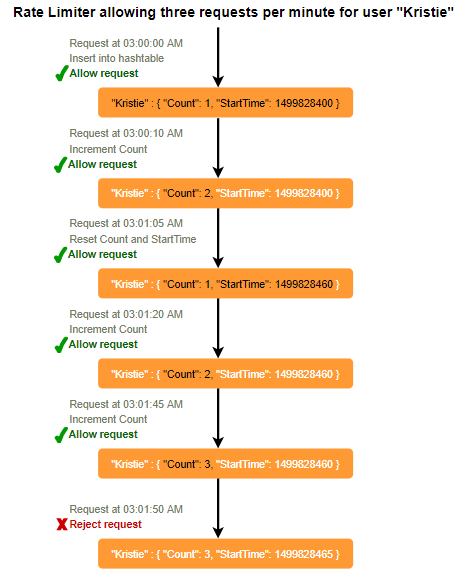 Rate Limiter allowing three requests per minute for user "Kristie"
Request at 03:00:00 AM
Insert into hashtable
Allow request
"Kristie" : { "Count": 1, "StartTime": 1499828400 }
Request at 03:00:10 AM
Increment Count
Allow request
"Kristie" : { "Count": 2, "StartTime": 1499828400 }
Request at 03:01:05 AM
Reset Count and StartTime
Allow request
"Kristie" : { "Count": 1, "StartTime": 1499828460 }
Request at 03:01:20 AM
Increment Count
Allow request
"Kristie" : { "Count": 2, "StartTime": 1499828460 }
Request at 03:01:45 AM
Increment Count
Allow request
"Kristie" : { "Count": 3, "StartTime": 1499828460 }
Request at 03:01:50 AM
Reject request
"Kristie" : { "Count": 3, "StartTime": 1499828465 }